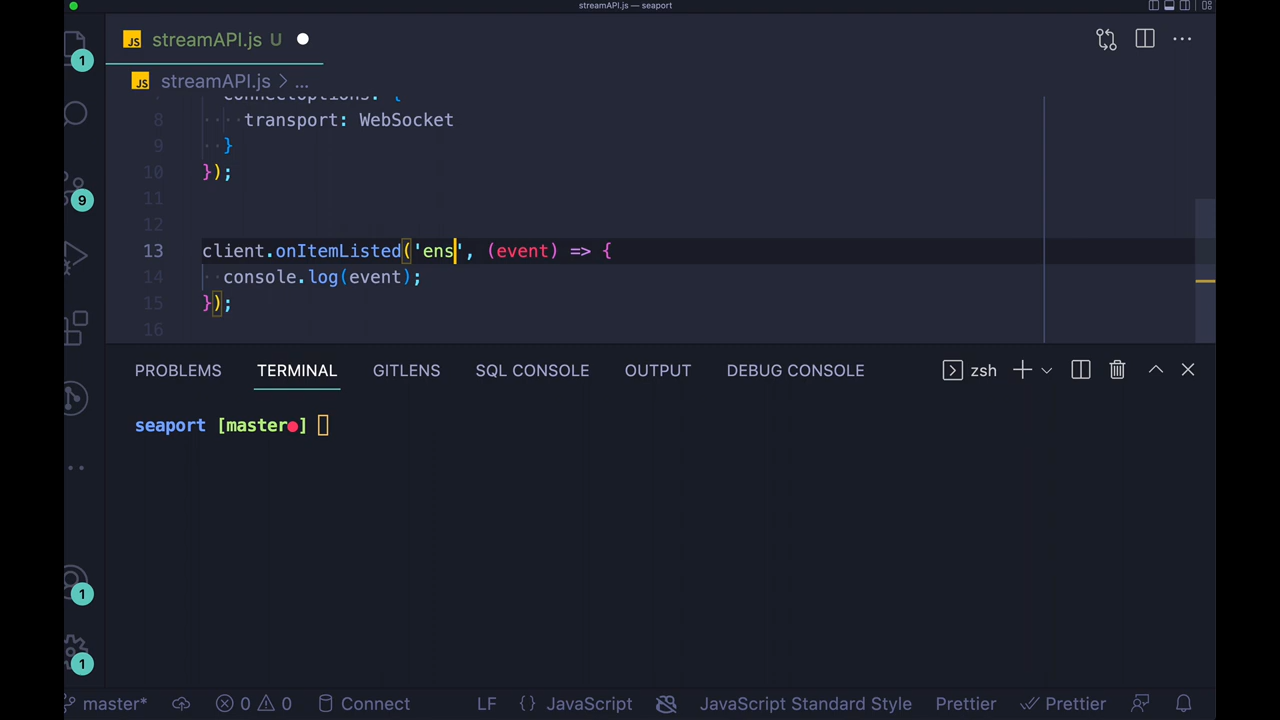 streamAPI.js — seaport
JS streamAPI.js U
1
JS streamAPI.js > ...
connectOptions: {
8 transport: WebSocket
9 }
10 });
11
12
9
13 client.onItemListed('ens', (event) => {
14 console.log(event);
15 });
16
PROBLEMS TERMINAL GITLENS SQL CONSOLE OUTPUT DEBUG CONSOLE zsh
seaport [master●]
1
1
master* 0 0 Connect LF {} JavaScript JavaScript Standard Style Prettier Prettier